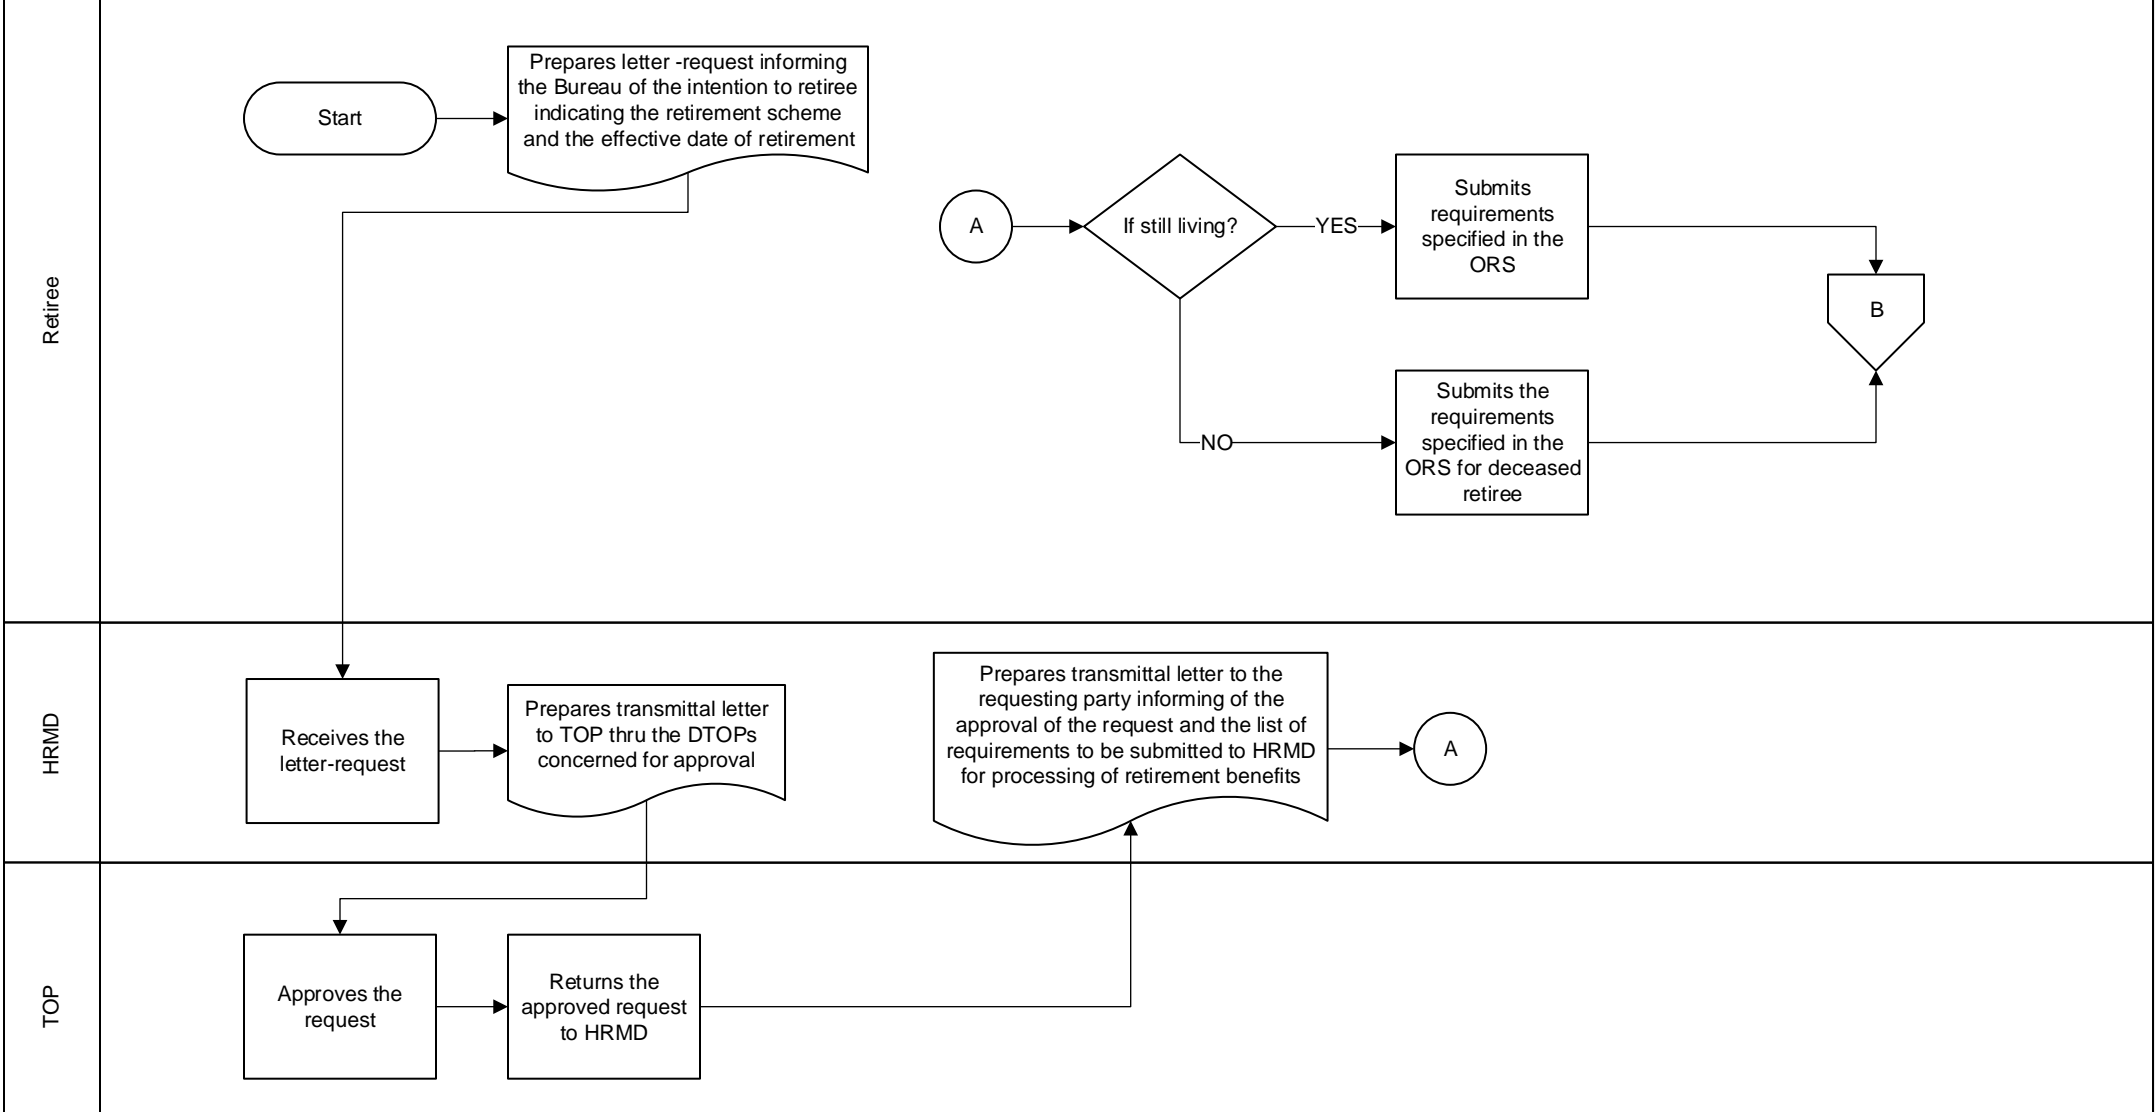 Retiree
Start
Prepares letter -request informing
the Bureau of the intention to retiree
indicating the retirement scheme
and the effective date of retirement
A
If still living?
YES
Submits
requirements
specified in the
ORS
B
NO
Submits the
requirements
specified in the
ORS for deceased
retiree
HRMD
Receives the
letter-request
Prepares transmittal letter
to TOP thru the DTOPs
concerned for approval
Prepares transmittal letter to the
requesting party informing of the
approval of the request and the list of
requirements to be submitted to HRMD
for processing of retirement benefits
A
TOP
Approves the
request
Returns the
approved request
to HRMD